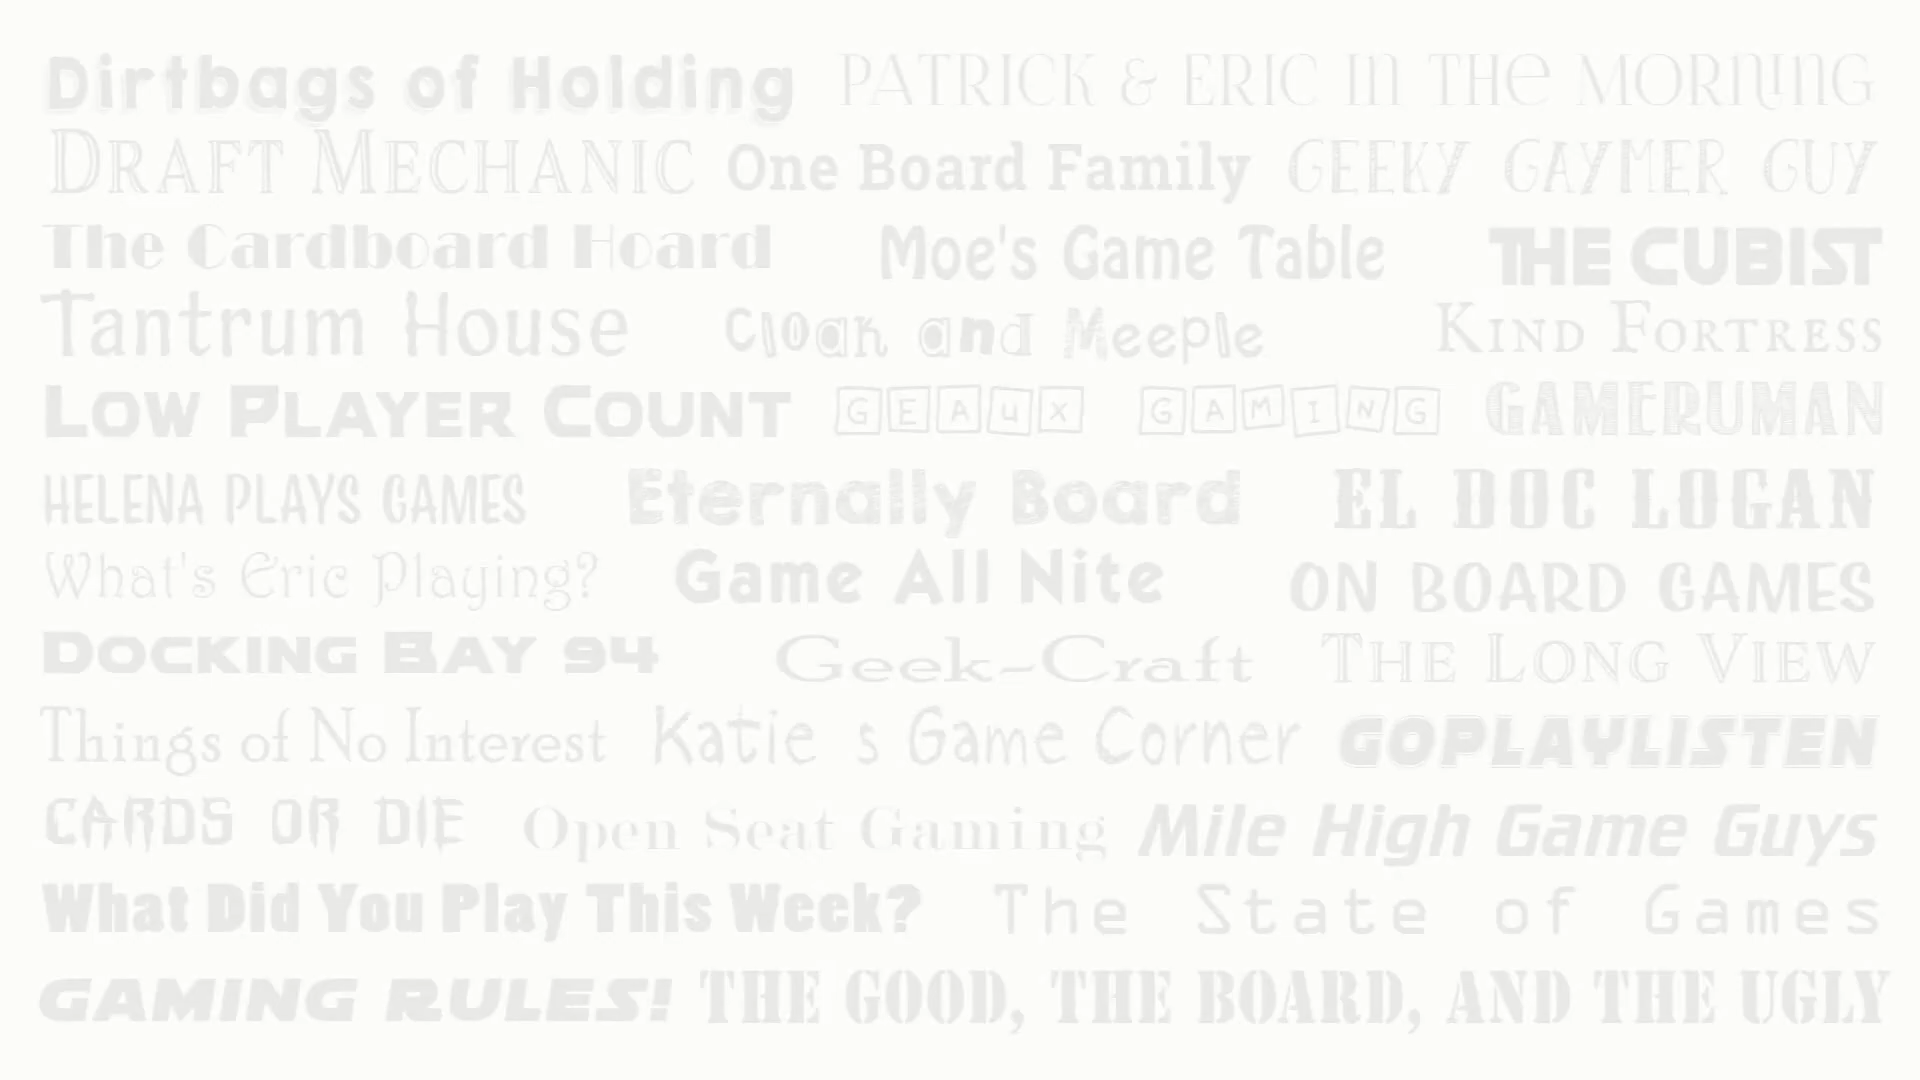 Dirtbags of Holding PATRICK & ERIC In THe MORnInG
DRAFT MECHANIC One Board Family GEEKY GAYMER GUY
The Cardboard Hoard Moe's Game Table THE CUBIST
Tantrum House Cloak and Meeple KIND FORTRESS
LOW PLAYER COUNT GEAUX GAMING GAMERUMAN
HELENA PLAYS GAMES Eternally Board EL DOC LOGAN
What's Eric Playing? Game All Nite ON BOARD GAMES
DOCKING BAY 94 Geek-Craft THE LONG VIEW
Things of No Interest Katie s Game Corner GOPLAYLISTEN
CARDS OR DIE Open Seat Gaming Mile High Game Guys
What Did You Play This Week? The State of Games
GAMING RULES! THE GOOD, THE BOARD, AND THE UGLY